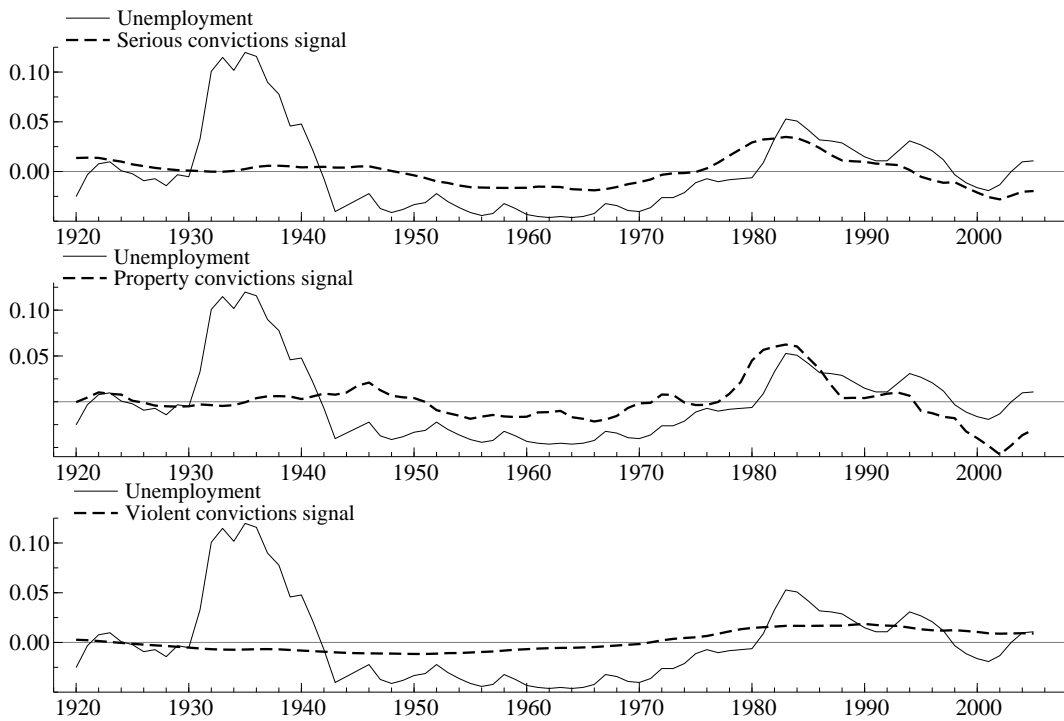 Unemployment
Serious convictions signal
0.10
0.05
0.00
1920 1930 1940 1950 1960 1970 1980 1990 2000
Unemployment
Property convictions signal
0.10
0.05
1920 1930 1940 1950 1960 1970 1980 1990 2000
Unemployment
Violent convictions signal
0.10
0.05
0.00
1920 1930 1940 1950 1960 1970 1980 1990 2000